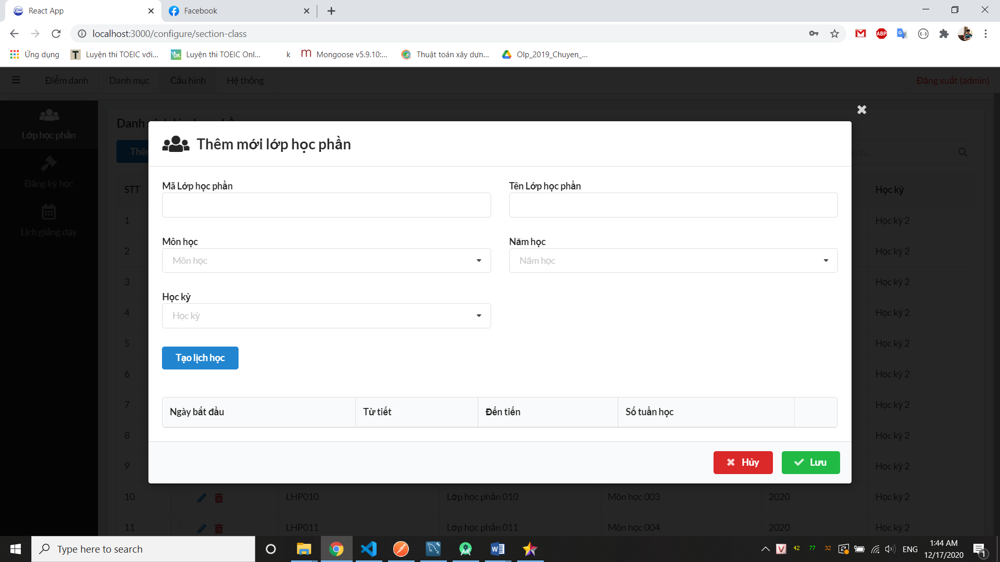 React App
Facebook
localhost:3000/configure/section-class
Ứng dụng
Luyện thi TOEIC với...
Luyện thi TOEIC Onl...
k
Mongoose v5.9.10:...
Thuật toán xây dựn...
Olp_2019_Chuyen_...
Điểm danh
Danh mục
Cấu hình
Hệ thống
Đăng xuất (admin)
Lớp học phần
Đăng ký học
Lịch giảng dạy
Danh
Thêm mới lớp học phần
Mã Lớp học phần
Tên Lớp học phần
Môn học
Năm học
Môn học
Năm học
Học kỳ
Học kỳ
Tạo lịch học
Ngày bắt đầu
Từ tiết
Đến tiến
Số tuần học
Hủy
Lưu
STT
Học kỳ
1
Học kỳ 2
2
Học kỳ 2
3
Học kỳ 2
4
Học kỳ 2
5
Học kỳ 2
6
Học kỳ 2
7
Học kỳ 2
8
Học kỳ 2
9
Học kỳ 2
10
LHP010
Lớp học phần 010
Môn học 003
2020
Học kỳ 2
11
LHP011
Lớp học phần 011
Môn học 004
2020
Học kỳ 2
Type here to search
42
77
32
ENG
1:44 AM
12/17/2020
1